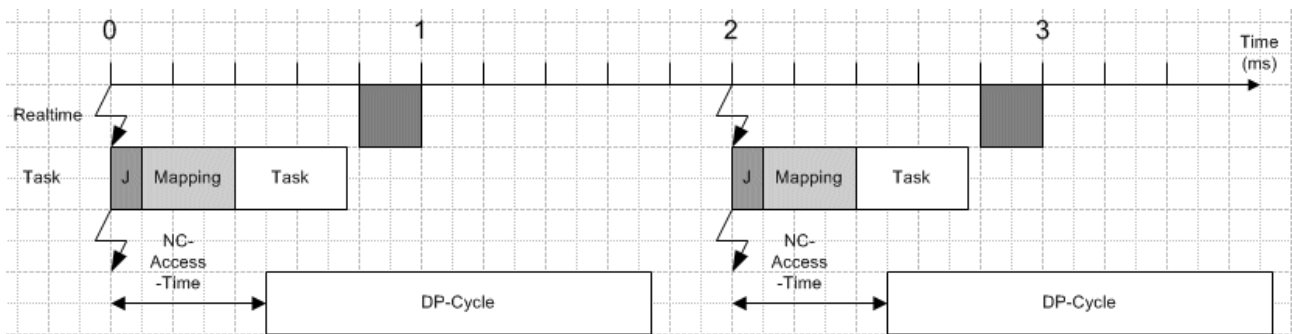 0 1 2 3
Time
(ms)
Realtime
Task
J Mapping Task
J Mapping Task
NC-
Access
-Time
NC-
Access
-Time
DP-Cycle
DP-Cycle